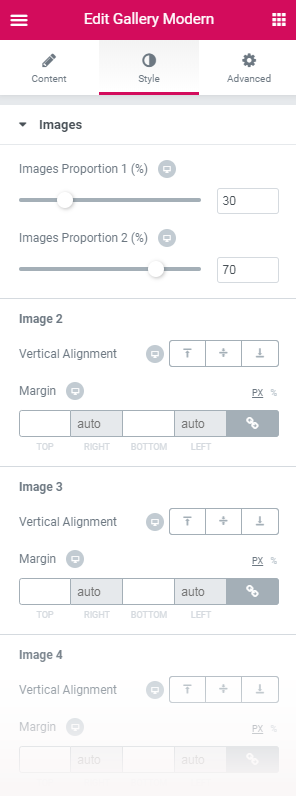 Edit Gallery Modern
Content Style Advanced
Images
Images Proportion 1 (%)
30
Images Proportion 2 (%)
70
Image 2
Vertical Alignment
Margin PX %
auto auto
TOP RIGHT BOTTOM LEFT
Image 3
Vertical Alignment
Margin PX %
auto auto
TOP RIGHT BOTTOM LEFT
Image 4
Vertical Alignment
Margin PX %
auto auto